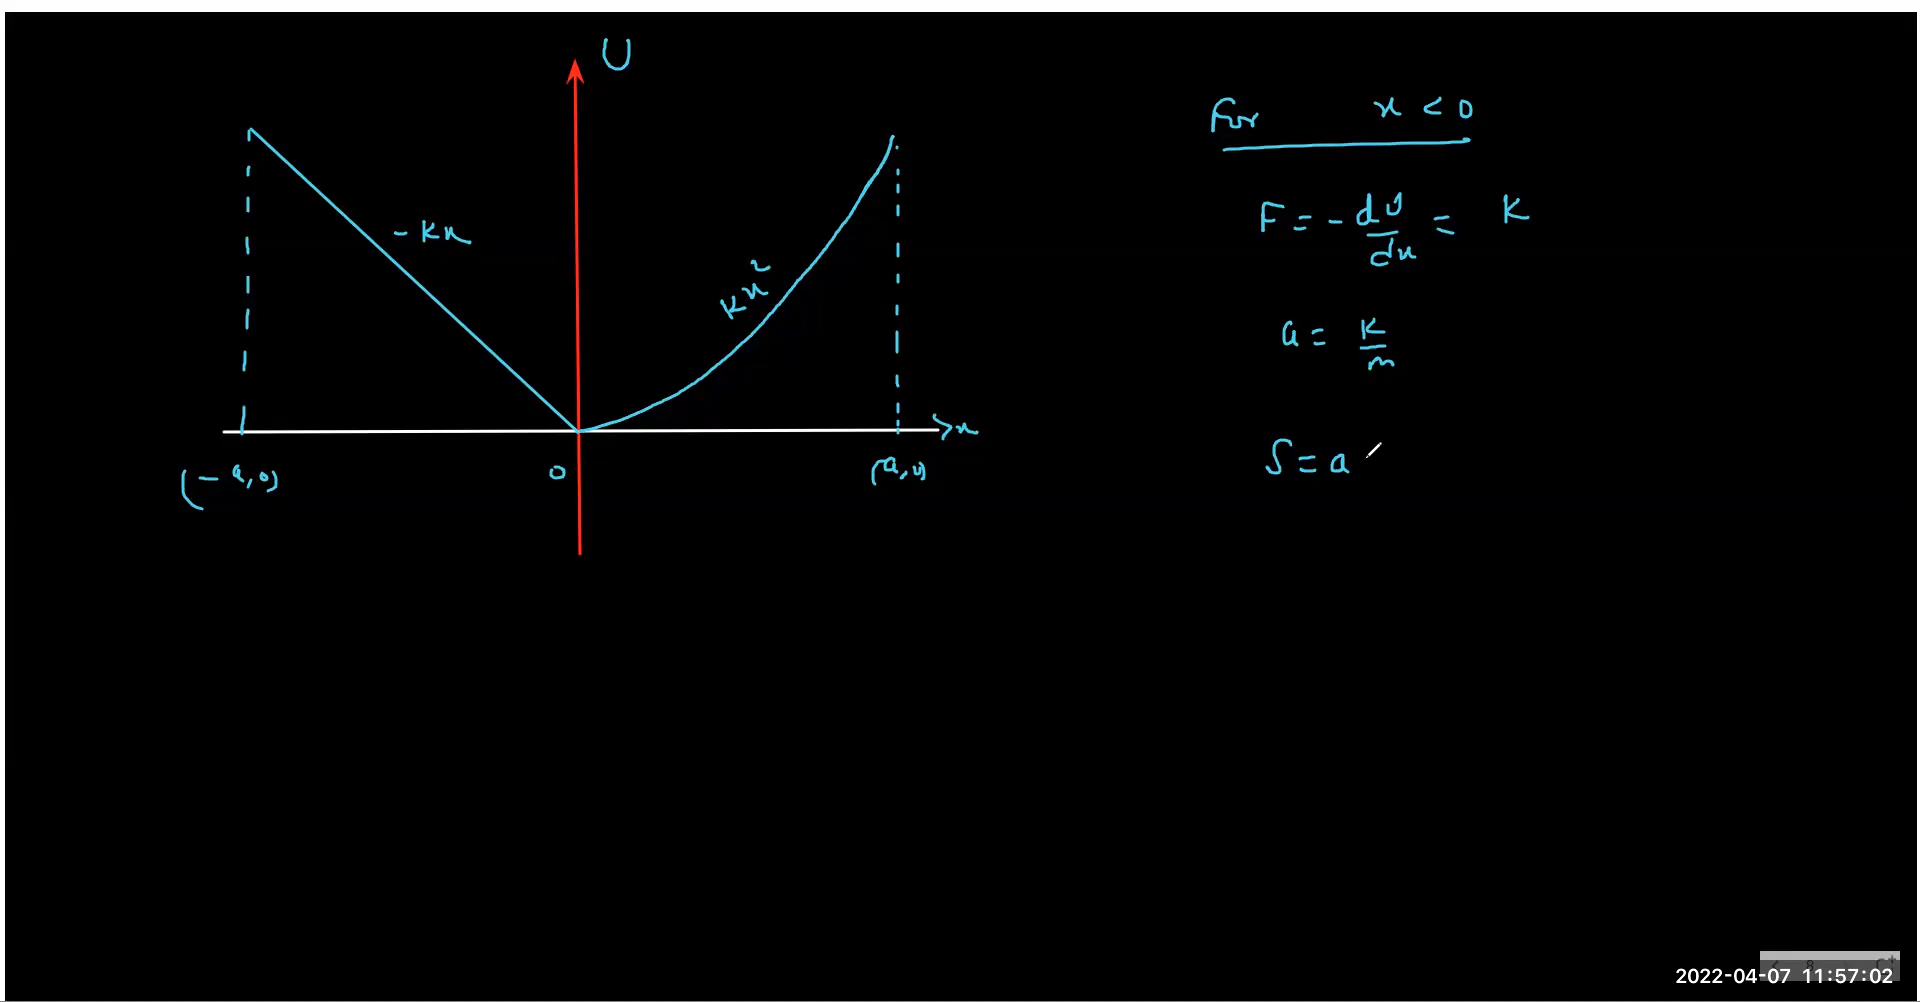 U
For x < 0
-Kx
Kx²
F = - dU/dx = K
a = K/m
S = a
x
(-a,0)
0
(a,0)
2022-04-07 11:57:02